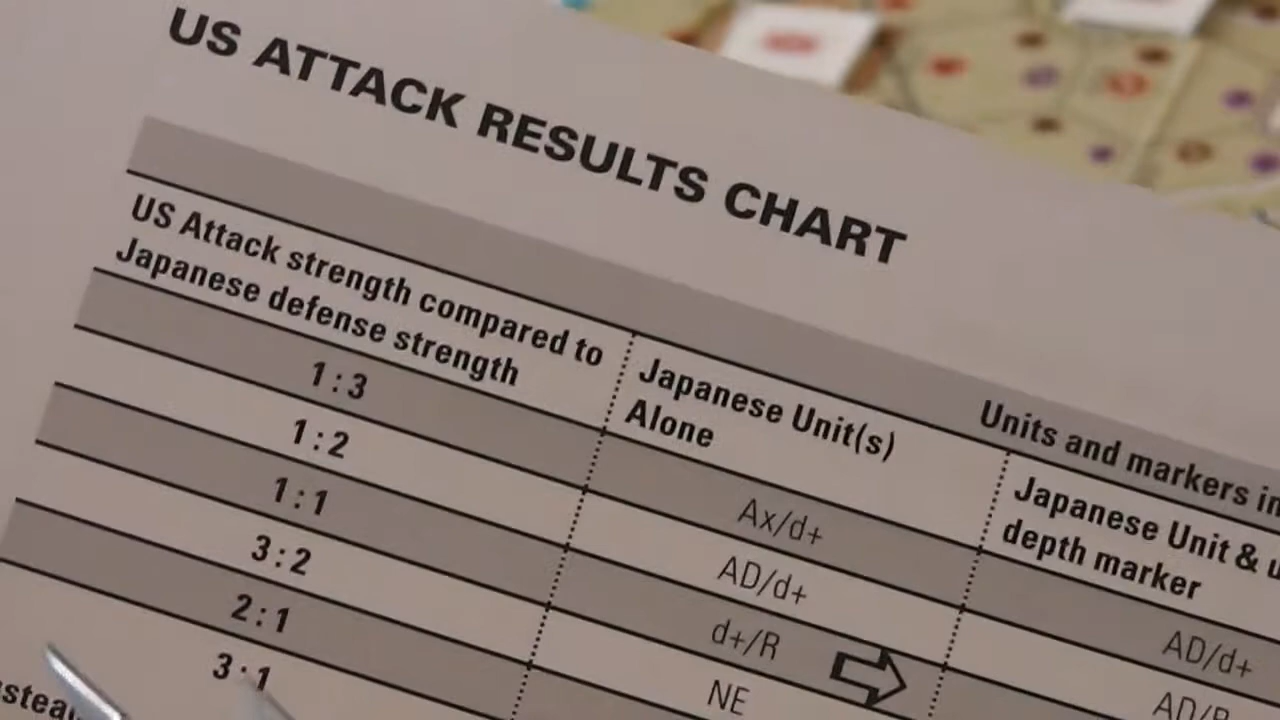 US ATTACK RESULTS CHART
Units and markers in
US Attack strength compared to
Japanese defense strength
Japanese Unit(s)
Alone
Japanese Unit &
depth marker
1:3
Ax/d+
AD/d+
1:2
AD/d+
1:1
d+/R
3:2
NE
2:1
3:1